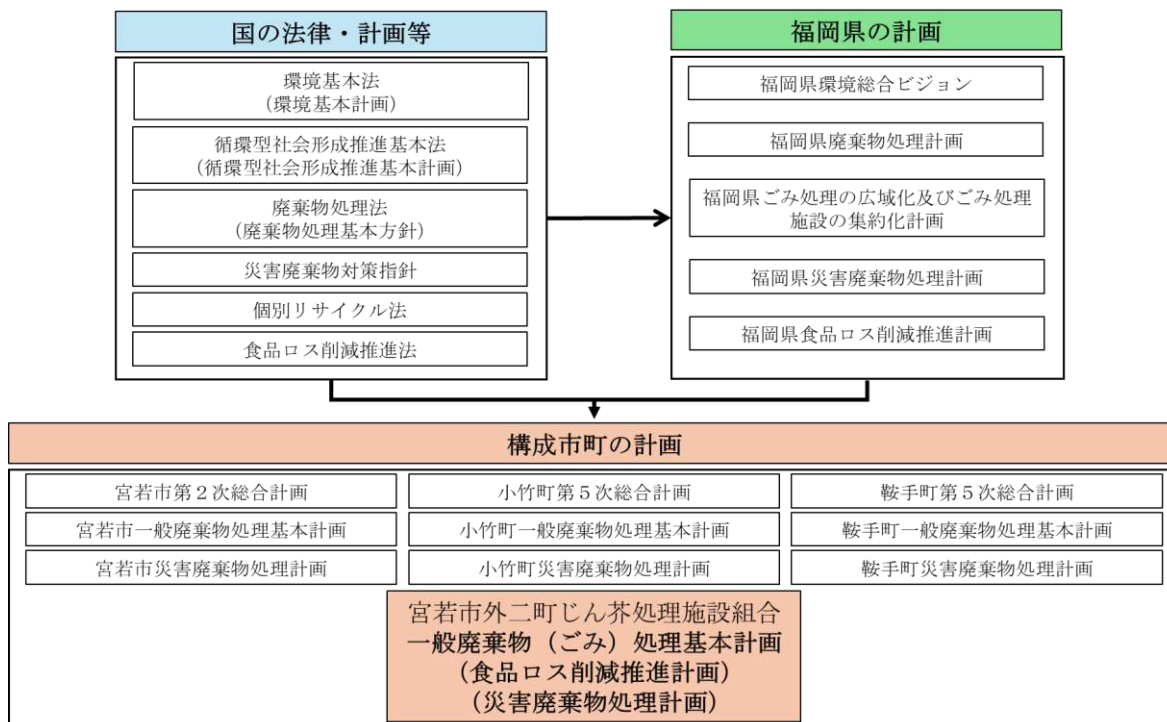 国の法律・計画等
環境基本法
(環境基本計画)
循環型社会形成推進基本法
(循環型社会形成推進基本計画)
廃棄物処理法
(廃棄物処理基本方針)
災害廃棄物対策指針
個別リサイクル法
食品ロス削減推進法
福岡県の計画
福岡県環境総合ビジョン
福岡県廃棄物処理計画
福岡県ごみ処理の広域化及びごみ処理
施設の集約化計画
福岡県災害廃棄物処理計画
福岡県食品ロス削減推進計画
構成市町の計画
宮若市第2次総合計画
小竹町第5次総合計画
鞍手町第5次総合計画
宮若市一般廃棄物処理基本計画
小竹町一般廃棄物処理基本計画
鞍手町一般廃棄物処理基本計画
宮若市災害廃棄物処理計画
小竹町災害廃棄物処理計画
鞍手町災害廃棄物処理計画
宮若市外二町じん芥処理施設組合
一般廃棄物（ごみ）処理基本計画
(食品ロス削減推進計画)
(災害廃棄物処理計画)